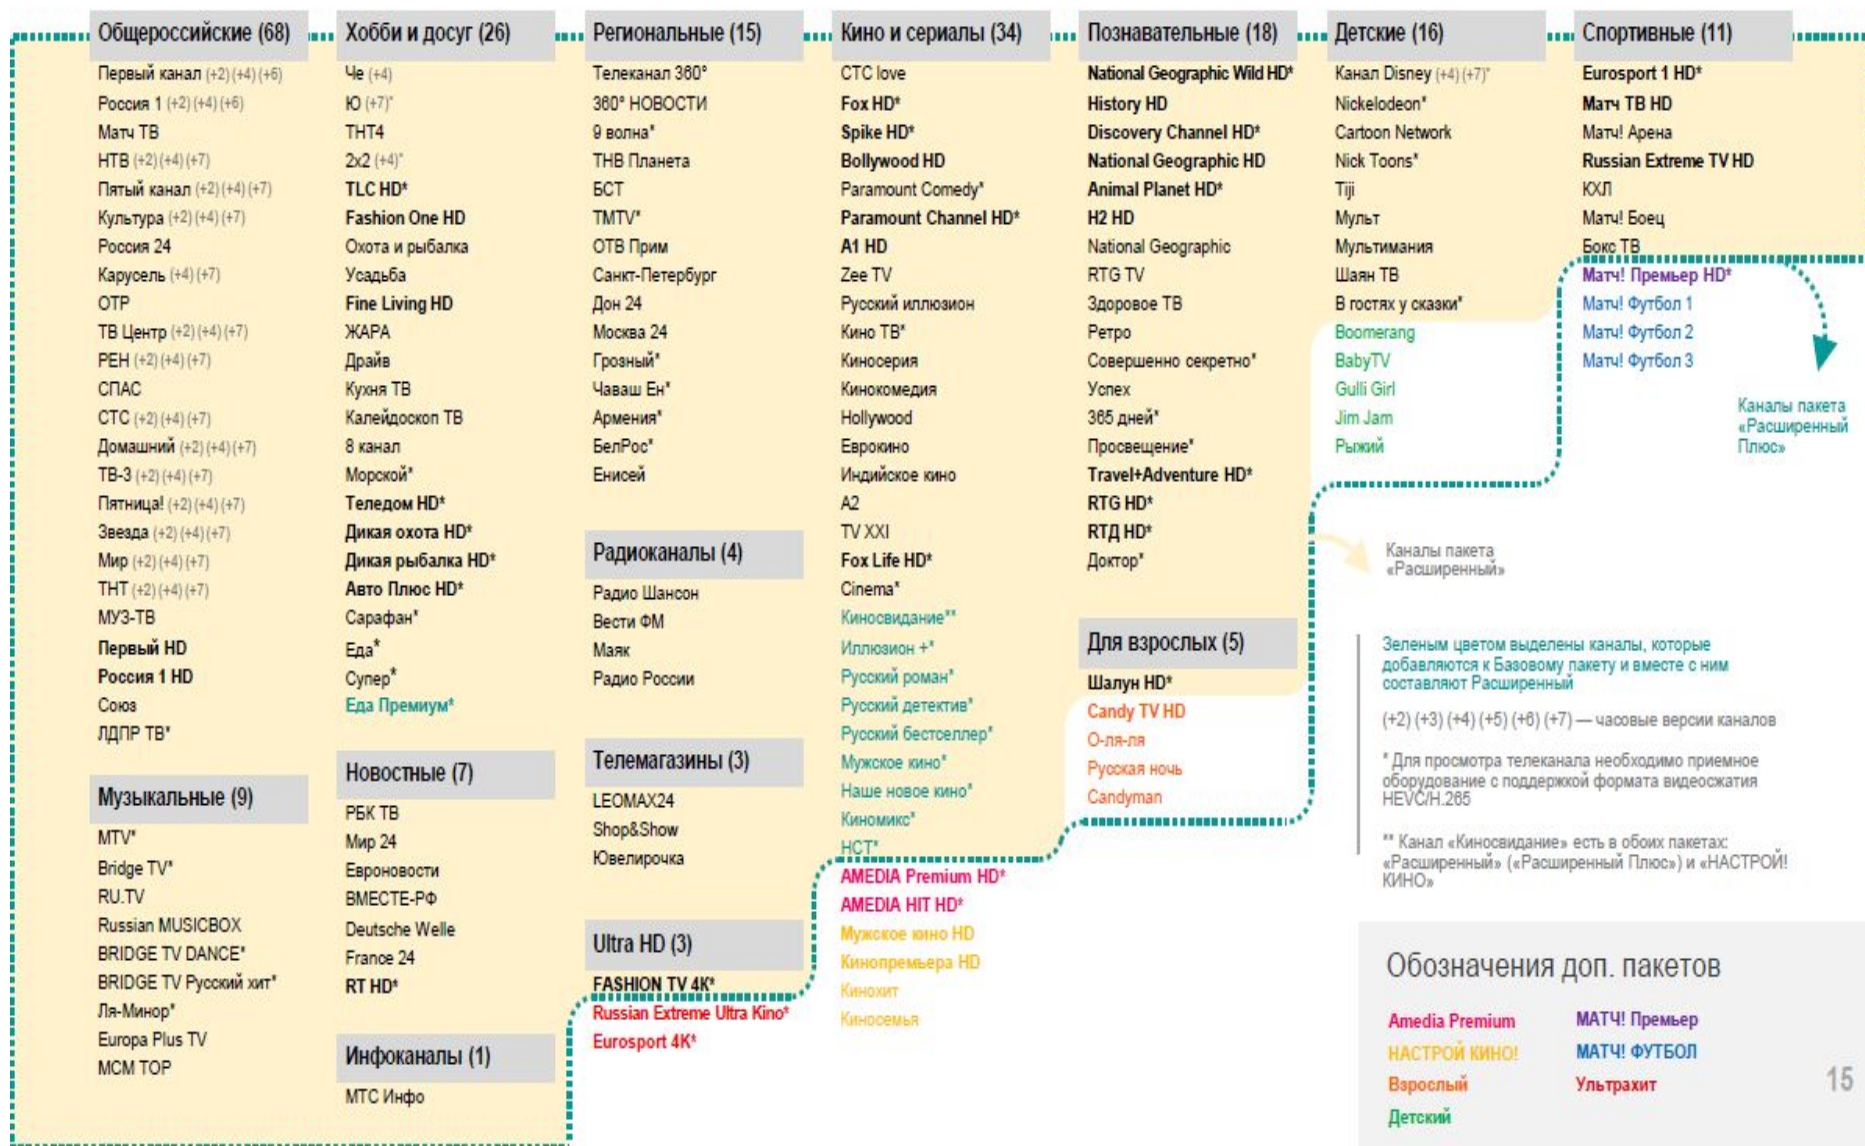 Общероссийские (68)
Первый канал (+2)(+4)(+6)
Россия 1 (+2)(+4)(+6)
Матч ТВ
НТВ (+2)(+4)(+7)
Пятый канал (+2)(+4)(+7)
Культура (+2)(+4)(+7)
Россия 24
Карусель (+4)(+7)
ОТР
ТВ Центр (+2)(+4)(+7)
РЕН (+2)(+4)(+7)
СПАС
СТС (+2)(+4)(+7)
Домашний (+2)(+4)(+7)
ТВ-3 (+2)(+4)(+7)
Пятница! (+2)(+4)(+7)
Звезда (+2)(+4)(+7)
Мир (+2)(+4)(+7)
ТНТ (+2)(+4)(+7)
МУЗ-ТВ
Первый HD
Россия 1 HD
Союз
ЛДПР ТВ*
Музыкальные (9)
MTV*
Bridge TV*
RU.TV
Russian MUSICBOX
BRIDGE TV DANCE*
BRIDGE TV Русский хит*
Ля-Минор*
Europa Plus TV
MCM TOP
Хобби и досуг (26)
Че (+4)
Ю (+7)*
ТНТ4
2x2 (+4)*
TLC HD*
Fashion One HD
Охота и рыбалка
Усадьба
Fine Living HD
ЖАРА
Драйв
Кухня ТВ
Калейдоскоп ТВ
8 канал
Морской*
Теледом HD*
Дикая охота HD*
Дикая рыбалка HD*
Авто Плюс HD*
Сарафан*
Еда*
Супер*
Еда Премиум*
Новостные (7)
РБК ТВ
Мир 24
Евроновости
ВМЕСТЕ-РФ
Deutsche Welle
France 24
RT HD*
Инфоканалы (1)
МТС Инфо
Региональные (15)
Телеканал 360°
360° НОВОСТИ
9 волна*
ТНВ Планета
БСТ
TMTV*
ОТВ Прим
Санкт-Петербург
Дон 24
Москва 24
Грозный*
Чаваш Ен*
Армения*
БелРос*
Енисей
Радиоканалы (4)
Радио Шансон
Вести ФМ
Маяк
Радио России
Телемагазины (3)
LEOMAX24
Shop&Show
Ювелирочка
Ultra HD (3)
FASHION TV 4K*
Russian Extreme Ultra Kino*
Eurosport 4K*
Кино и сериалы (34)
СТС love
Fox HD*
Spike HD*
Bollywood HD
Paramount Comedy*
Paramount Channel HD*
A1 HD
Zee TV
Русский иллюзион
Кино ТВ*
Киносерия
Кинокомедия
Hollywood
Еврокино
Индийское кино
A2
TV XXI
Fox Life HD*
Cinema*
Киносвидание**
Иллюзион +*
Русский роман*
Русский детектив*
Русский бестселлер*
Мужское кино*
Наше новое кино*
Киномикс*
НСТ*
AMEDIA Premium HD*
AMEDIA HIT HD*
Мужское кино HD
Кинопремьера HD
Кинохит
Киносемья
Познавательные (18)
National Geographic Wild HD*
History HD
Discovery Channel HD*
National Geographic HD
Animal Planet HD*
H2 HD
National Geographic
RTG TV
Здоровое ТВ
Ретро
Совершенно секретно*
Успех
365 дней*
Просвещение*
Travel+Adventure HD*
RTG HD*
RTД HD*
Доктор*
Для взрослых (5)
Шалун HD*
Candy TV HD
О-ля-ля
Русская ночь
Candyman
Детские (16)
Канал Disney (+4)(+7)*
Nickelodeon*
Cartoon Network
Nick Toons*
Tiji
Мульт
Мультимания
Шаян ТВ
В гостях у сказки*
Boomerang
BabyTV
Gulli Girl
Jim Jam
Рыжий
Спортивные (11)
Eurosport 1 HD*
Матч ТВ HD
Матч! Арена
Russian Extreme TV HD
КХЛ
Матч! Боец
Бокс ТВ
Матч! Премьер HD*
Матч! Футбол 1
Матч! Футбол 2
Матч! Футбол 3
Каналы пакета
«Расширенный
Плюс»
Каналы пакета
«Расширенный»
Зеленым цветом выделены каналы, которые
добавляются к Базовому пакету и вместе с ним
составляют Расширенный
(+2) (+3) (+4) (+5) (+6) (+7) — часовые версии каналов
* Для просмотра телеканала необходимо приемное
оборудование с поддержкой формата видеосжатия
HEVC/H.265
** Канал «Киносвидание» есть в обоих пакетах:
«Расширенный» («Расширенный Плюс») и «НАСТРОЙ!
КИНО»
Обозначения доп. пакетов
Amedia Premium
НАСТРОЙ КИНО!
Взрослый
Детский
МАТЧ! Премьер
МАТЧ! ФУТБОЛ
Ультрахит
15